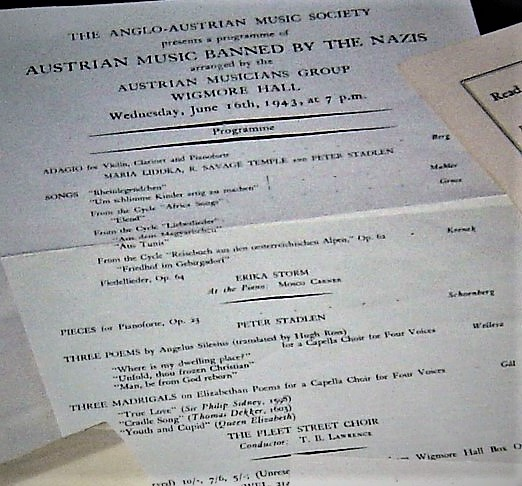 THE ANGLO-AUSTRIAN MUSIC SOCIETY
presents a programme of
AUSTRIAN MUSIC BANNED BY THE NAZIS
arranged by the
AUSTRIAN MUSICIANS GROUP
WIGMORE HALL
Wednesday, June 16th, 1943, at 7 p.m.
Programme
ADAGIO for Violin, Clarinet and Pianoforte Berg
MARIA LIDDKA, R. SAVAGE TEMPLE AND PETER STADLEN
SONGS "Rheinlegendchen" Mahler
"Um schlimme Kinder artig zu machen"
From the Cycle "Africa Songs" Grosz
"Elend"
From the Cycle "Liebeslieder"
"Aus dem Magyarischen"
"Aus Tunis"
From the Cycle "Reisebuch aus den oesterreichischen Alpen," Op. 62 Krenek
"Friedhof im Gebirgsdorf"
Fiedellieder, Op. 64
ERIKA STORM
At the Piano: MOSCO CARNER
PIECES for Pianoforte, Op. 23 Schoenberg
PETER STADLEN
THREE POEMS by Angelus Silesius (translated by Hugh Ross)
for a Capella Choir for Four Voices Wellesz
"Where is my dwelling place?"
"Unfold, thou frozen Christian"
"Man, be from God reborn"
THREE MADRIGALS on Elizabethan Poems for a Capella Choir for Four Voices Gál
"True Love" (Sir Philip Sidney, 1598)
"Cradle Song" (Thomas Dekker, 1603)
"Youth and Cupid" (Queen Elizabeth)
THE FLEET STREET CHOIR
Conductor: T. B. LAWRENCE
10/-, 7/6, 5/-; (Unrese
Wigmore Hall Box O
Read